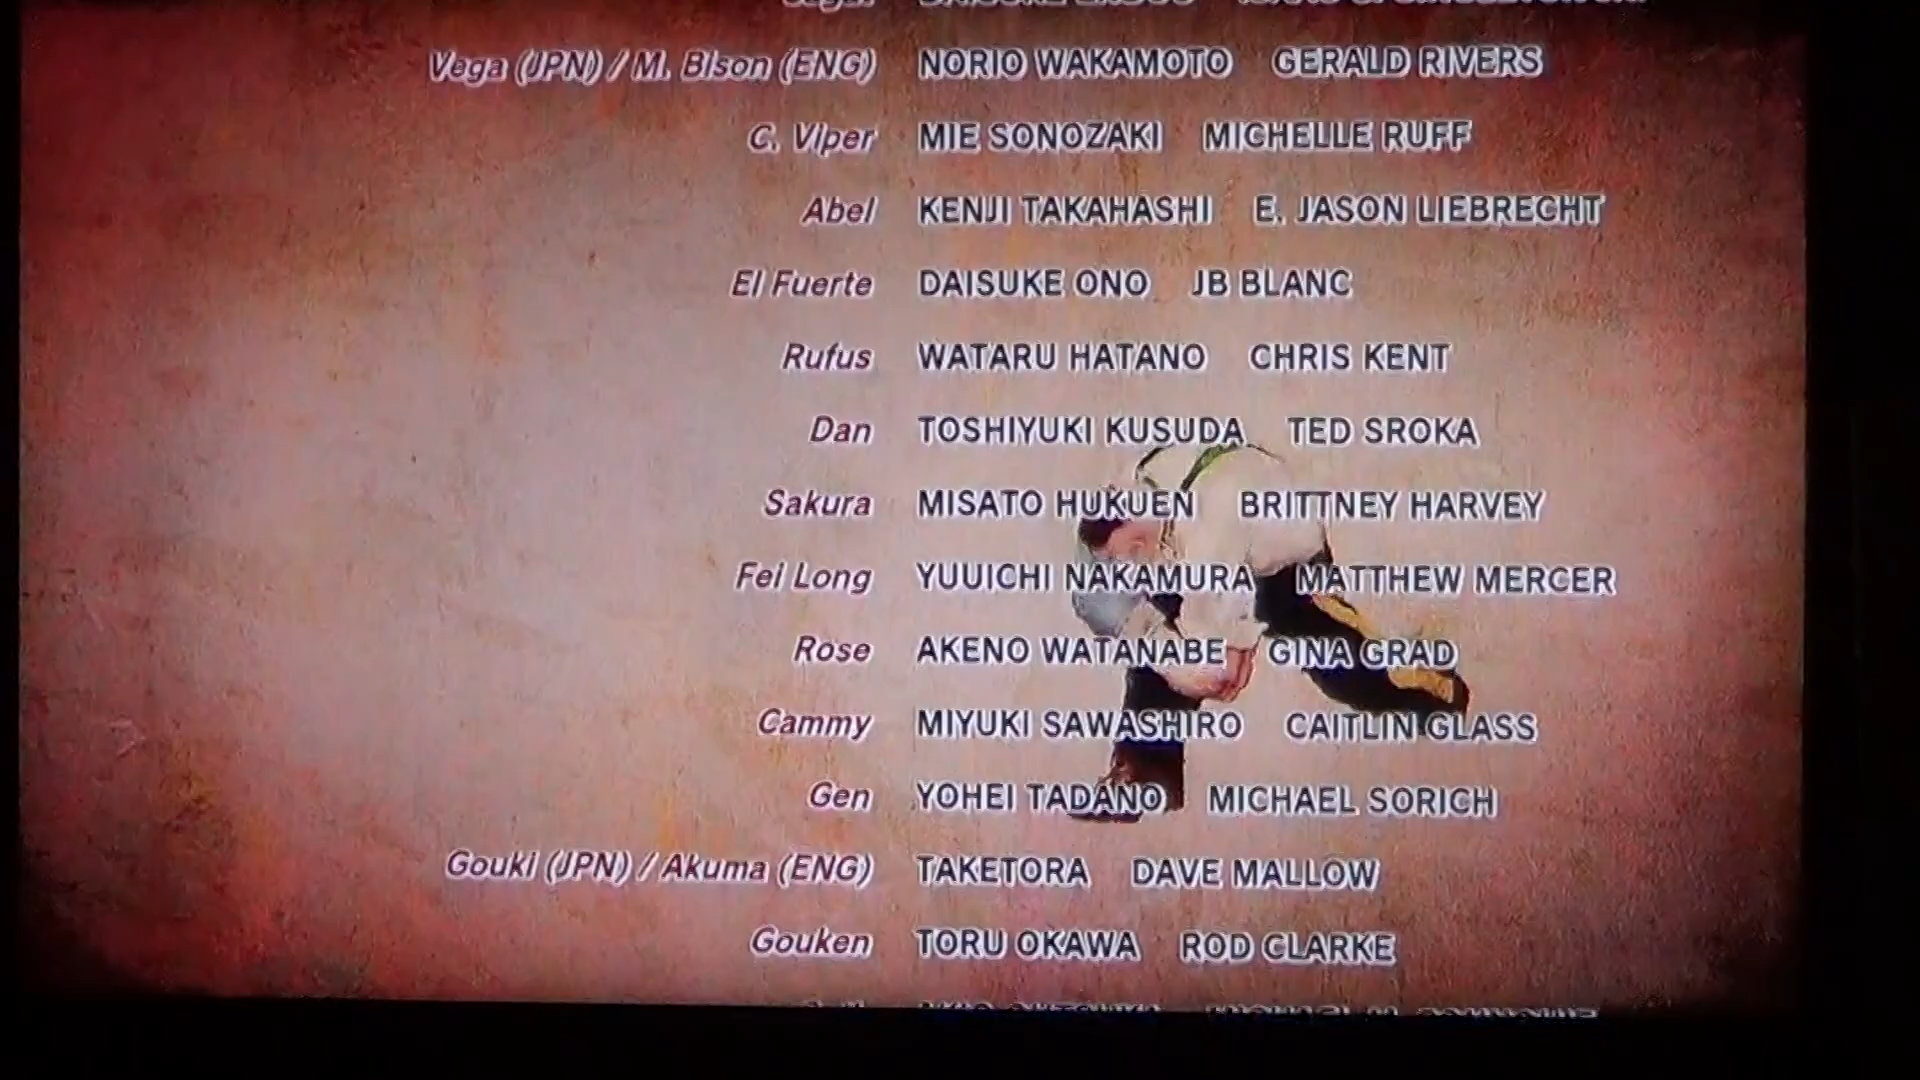 Vega (JPN) / M. Bison (ENG) NORIO WAKAMOTO GERALD RIVERS
C. Viper MIE SONOZAKI MICHELLE RUFF
Abel KENJI TAKAHASHI E. JASON LIEBRECHT
El Fuerte DAISUKE ONO JB BLANC
Rufus WATARU HATANO CHRIS KENT
Dan TOSHIYUKI KUSUDA TED SROKA
Sakura MISATO HUKUEN BRITTNEY HARVEY
Fei Long YUUICHI NAKAMURA MATTHEW MERCER
Rose AKENO WATANABE GINA GRAD
Cammy MIYUKI SAWASHIRO CAITLIN GLASS
Gen YOHEI TADANO MICHAEL SORICH
Gouki (JPN) / Akuma (ENG) TAKETORA DAVE MALLOW
Gouken TORU OKAWA ROD CLARKE